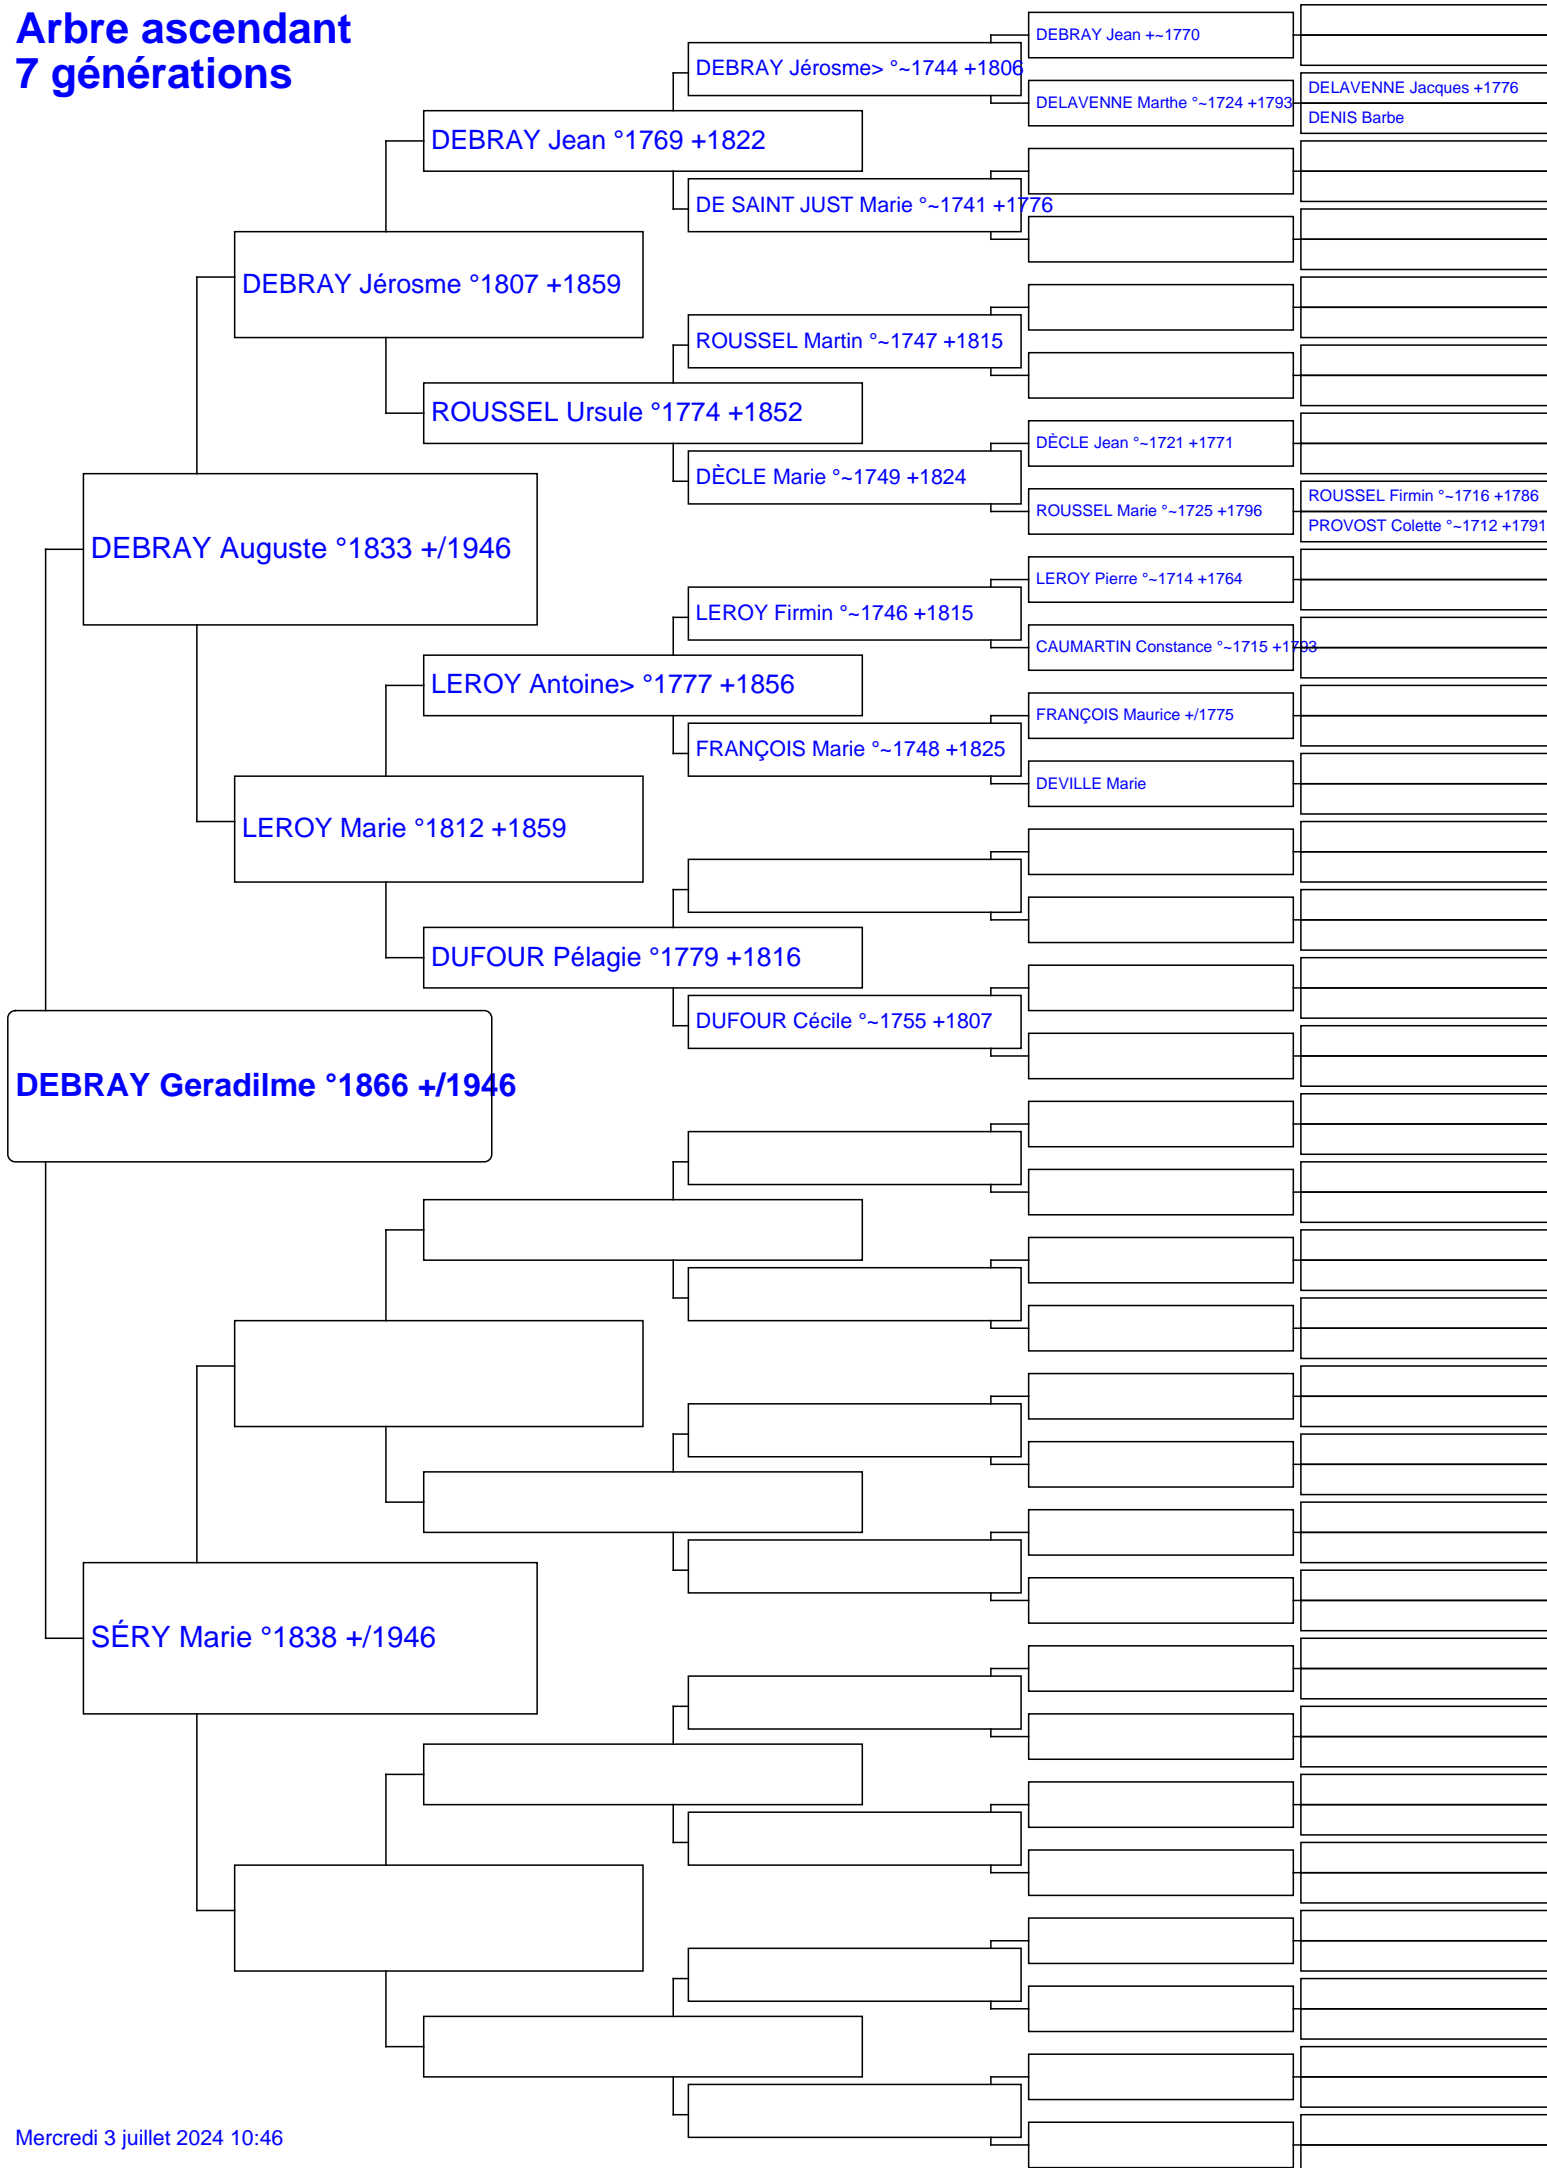 Arbre ascendant
7 générations
DEBRAY Jean +~1770
DEBRAY Jérosme> °~1744 +1806
DELAVENNE Jacques +1776
DELAVENNE Marthe °~1724 +1793
DENIS Barbe
DEBRAY Jean °1769 +1822
DE SAINT JUST Marie °~1741 +1776
DEBRAY Jérosme °1807 +1859
ROUSSEL Martin °~1747 +1815
ROUSSEL Ursule °1774 +1852
DÈCLE Jean °~1721 +1771
DÈCLE Marie °~1749 +1824
ROUSSEL Firmin °~1716 +1786
ROUSSEL Marie °~1725 +1796
PROVOST Colette °~1712 +1791
DEBRAY Auguste °1833 +/1946
LEROY Pierre °~1714 +1764
LEROY Firmin °~1746 +1815
CAUMARTIN Constance °~1715 +1793
LEROY Antoine> °1777 +1856
FRANÇOIS Maurice +/1775
FRANÇOIS Marie °~1748 +1825
DEVILLE Marie
LEROY Marie °1812 +1859
DUFOUR Pélagie °1779 +1816
DUFOUR Cécile °~1755 +1807
DEBRAY Geradilme °1866 +/1946
SÉRY Marie °1838 +/1946
Mercredi 3 juillet 2024 10:46